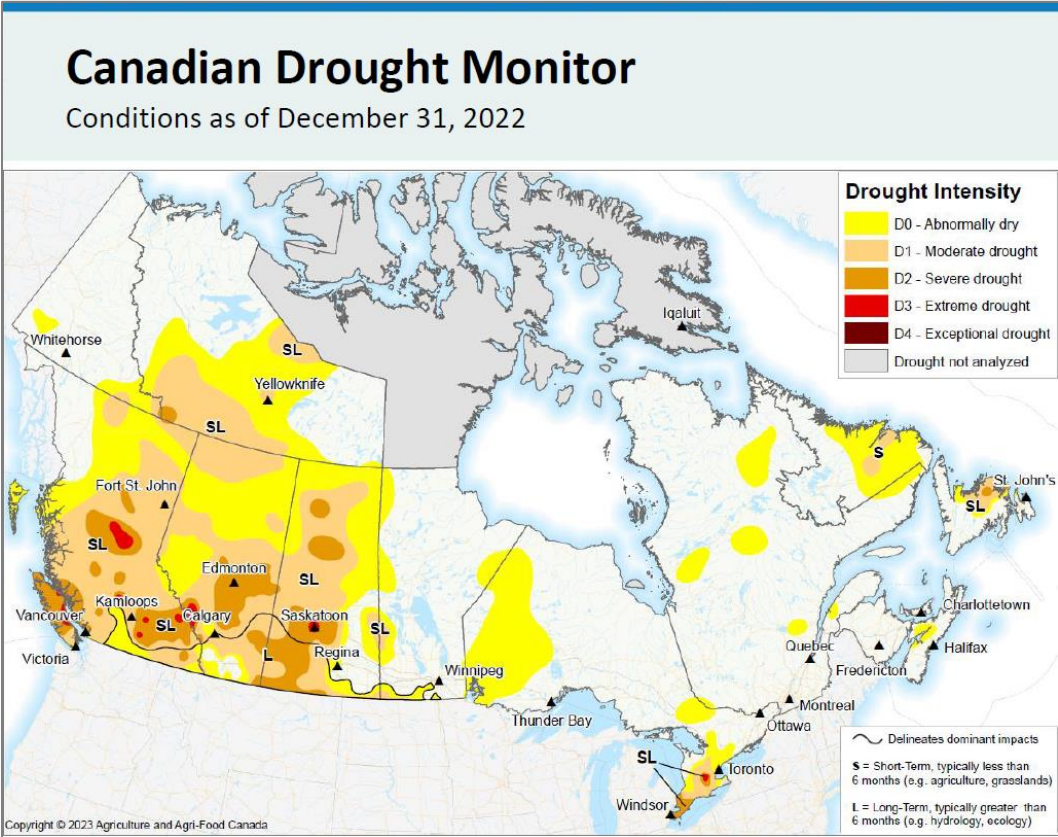 Canadian Drought Monitor
Conditions as of December 31, 2022
Drought Intensity
D0 - Abnormally dry
D1 - Moderate drought
D2 - Severe drought
D3 - Extreme drought
D4 - Exceptional drought
Drought not analyzed
Iqaluit
Whitehorse
SL
Yellowknife
SL
S
Fort St. John
St. John's
SL
SL
Edmonton
SL
Kamloops
Calgary
Saskatoon
Charlottetown
Vancouver
SL
SL
Victoria
L
Regina
Quebec
Halifax
Winnipeg
Fredericton
Thunder Bay
Montreal
Ottawa
SL
Toronto
Windsor
Delineates dominant impacts
S = Short-Term, typically less than
6 months (e.g. agriculture, grasslands)
L = Long-Term, typically greater than
6 months (e.g. hydrology, ecology)
Copyright © 2023 Agriculture and Agri-Food Canada